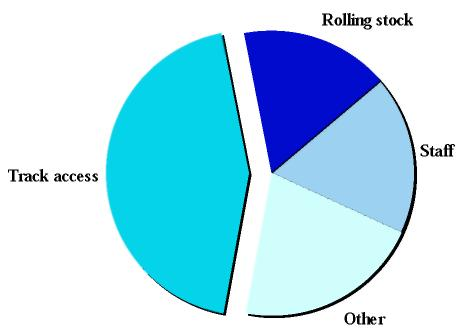 Rolling stock
Staff
Track access
Other